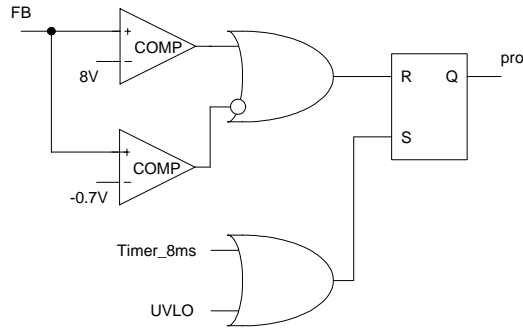 FB
pro
+
COMP
−
8V
R
Q
S
+
COMP
−
-0.7V
Timer_8ms
UVLO